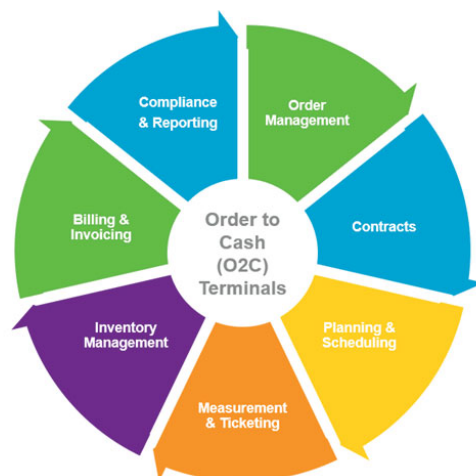 Order to
Cash
(O2C)
Terminals
Order
Management
Contracts
Planning &
Scheduling
Measurement
& Ticketing
Inventory
Management
Billing &
Invoicing
Compliance
& Reporting